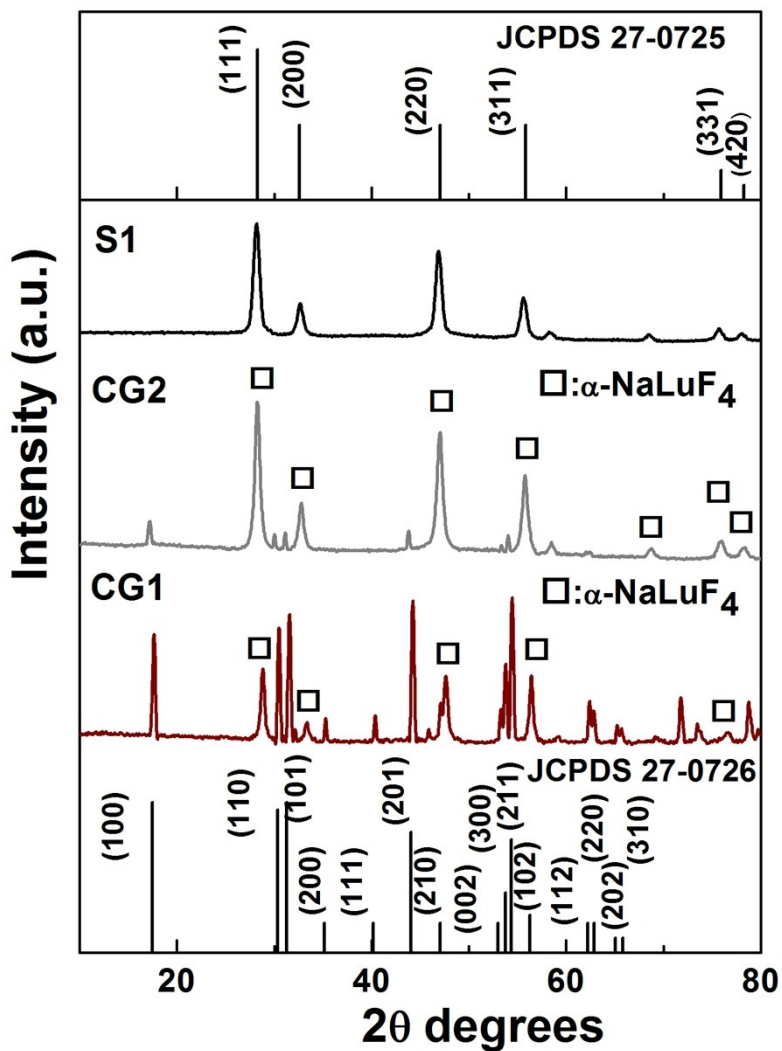 JCPDS 27-0725
(111)
(200)
(220)
(311)
(331)
(420)
S1
CG2
□:α-NaLuF4
CG1
□:α-NaLuF4
JCPDS 27-0726
(100)
(110)
(101)
(200)
(111)
(201)
(210)
(002)
(300)
(211)
(102)
(112)
(220)
(202)
(310)
20
40
60
80
2θ degrees
Intensity (a.u.)